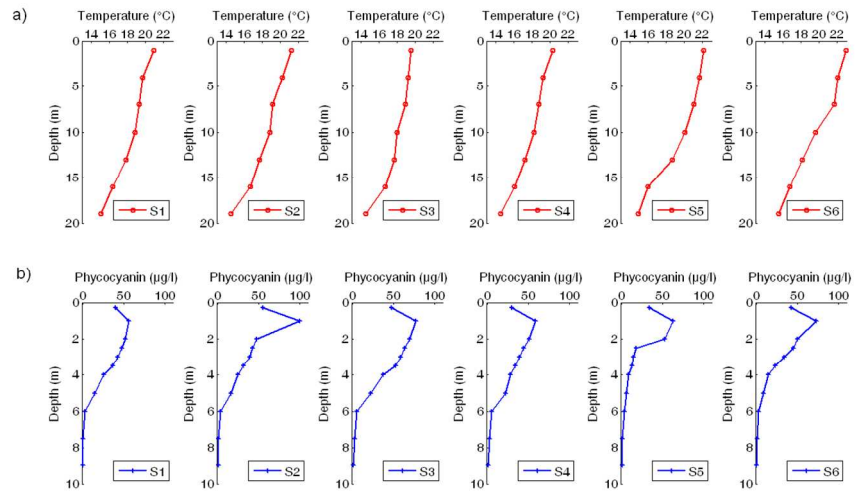 a)
Temperature (°C) Temperature (°C) Temperature (°C) Temperature (°C) Temperature (°C) Temperature (°C)
14 16 18 20 22 14 16 18 20 22 14 16 18 20 22 14 16 18 20 22 14 16 18 20 22 14 16 18 20 22
0 0 0 0 0 0
5 5 5 5 5 5
10 10 10 10 10 10
15 15 15 15 15 15
20 20 20 20 20 20
Depth (m) Depth (m) Depth (m) Depth (m) Depth (m) Depth (m)
S1 S2 S3 S4 S5 S6
b)
Phycocyanin (µg/l) Phycocyanin (µg/l) Phycocyanin (µg/l) Phycocyanin (µg/l) Phycocyanin (µg/l) Phycocyanin (µg/l)
0 50 100 0 50 100 0 50 100 0 50 100 0 50 100 0 50 100
0 0 0 0 0 0
2 2 2 2 2 2
4 4 4 4 4 4
6 6 6 6 6 6
8 8 8 8 8 8
10 10 10 10 10 10
Depth (m) Depth (m) Depth (m) Depth (m) Depth (m) Depth (m)
S1 S2 S3 S4 S5 S6